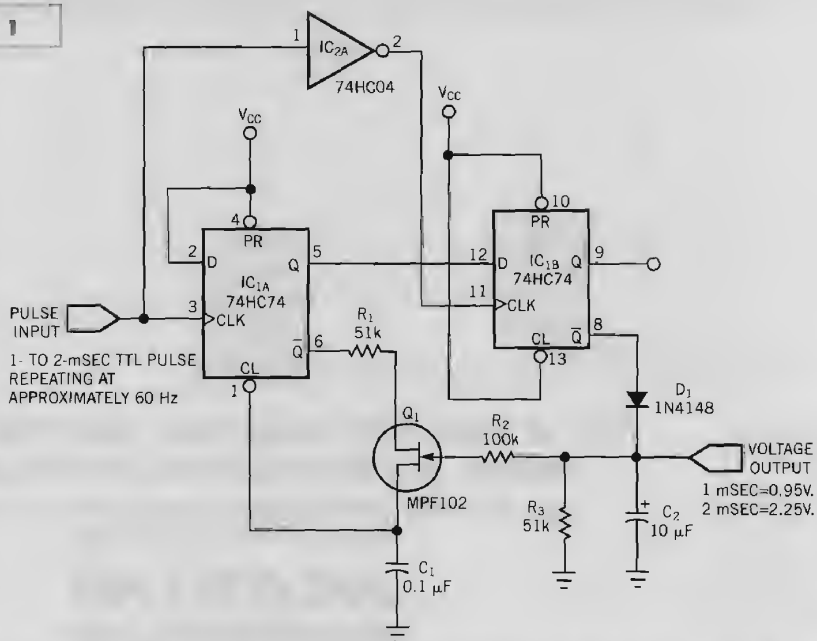 1
1
2
IC2A
74HC04
VCC
VCC
4
PR
10
PR
2
D
5
Q
12
D
Q
9
IC1A
74HC74
IC1B
74HC74
11
CLK
PULSE
INPUT
3
CLK
6
Q̅
R1
51k
Q̅
8
CL
13
1- TO 2-mSEC TTL PULSE
REPEATING AT
APPROXIMATELY 60 Hz
CL
1
D1
1N4148
Q1
R2
100k
VOLTAGE
OUTPUT
MPF102
1 mSEC=0.95V.
2 mSEC=2.25V.
R3
51k
+
C2
10 µF
C1
0.1 µF